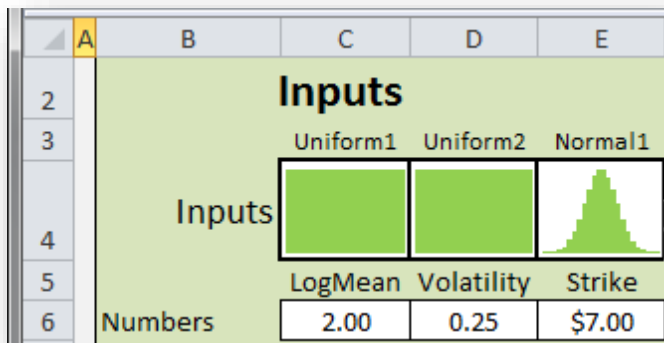 A B C D E
2 Inputs
3 Uniform1 Uniform2 Normal1
4 Inputs
5 LogMean Volatility Strike
6 Numbers 2.00 0.25 $7.00